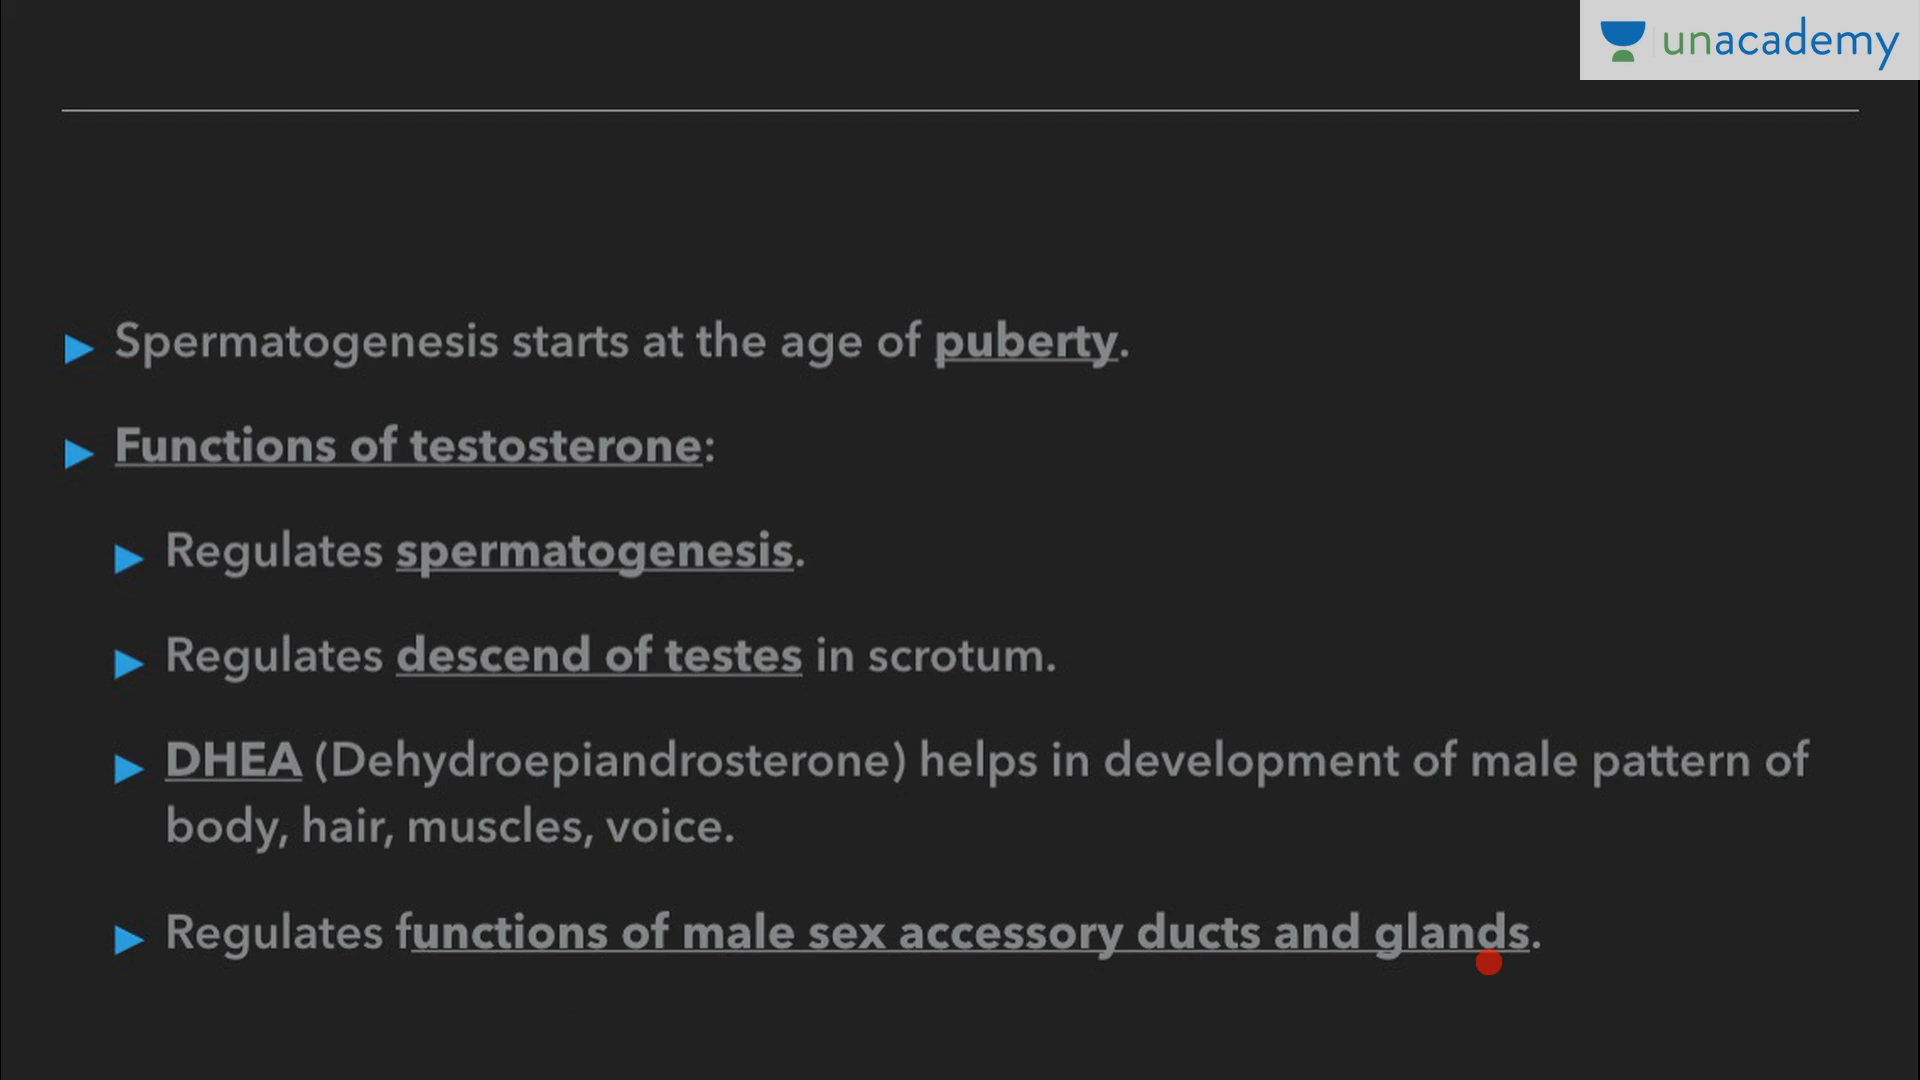 unacademy
Spermatogenesis starts at the age of puberty.
Functions of testosterone:
Regulates spermatogenesis.
Regulates descend of testes in scrotum.
DHEA (Dehydroepiandrosterone) helps in development of male pattern of
body, hair, muscles, voice.
Regulates functions of male sex accessory ducts and glands.